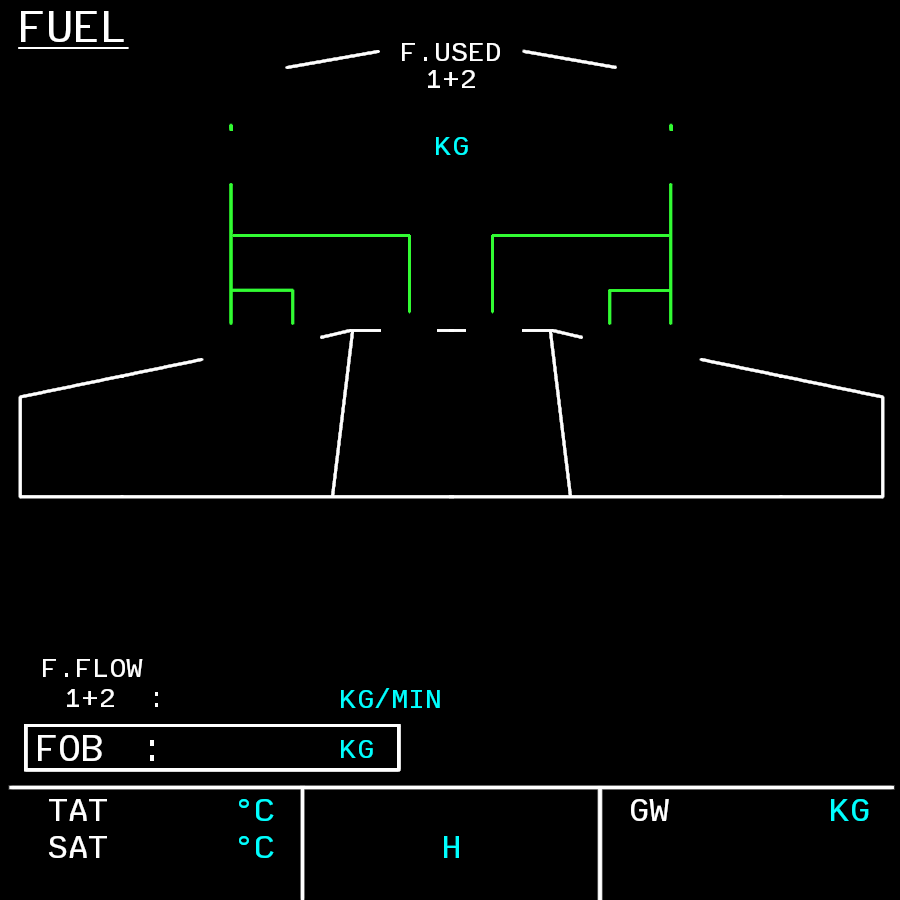 FUEL
F.USED
1+2
KG
F.FLOW
1+2 : KG/MIN
FOB : KG
TAT °C
SAT °C
H
GW KG